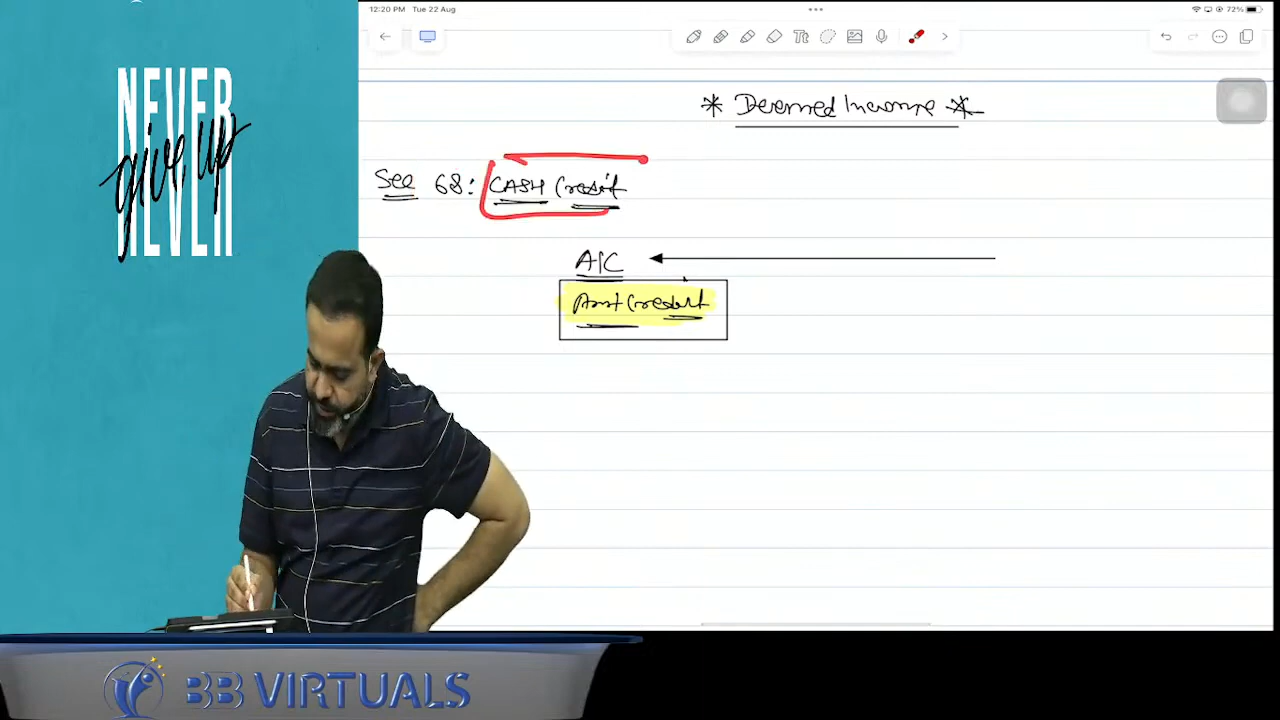 12:20 PM Tue 22 Aug
72%
NEVER
give up
NEVER
Tt
* Deemed Income *
Sec 68: CASH Credit
A/C
Amt Credit
BB VIRTUALS